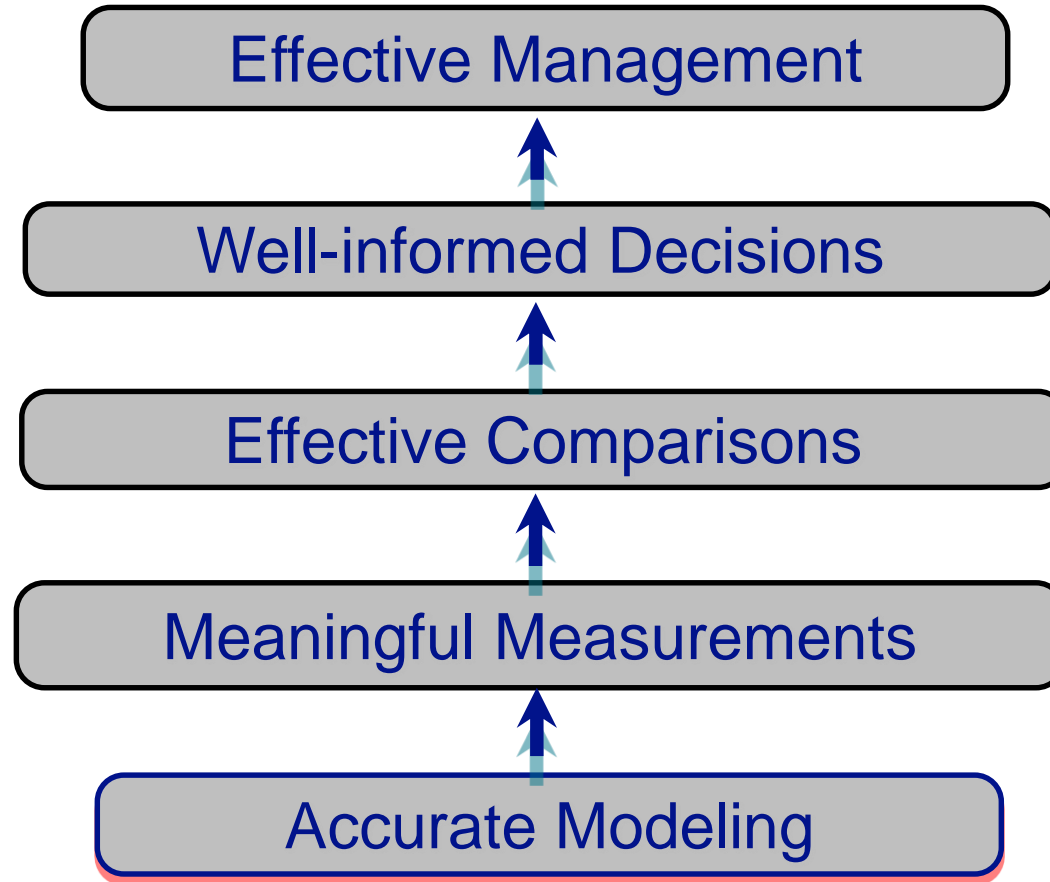 Effective Management
Well-informed Decisions
Effective Comparisons
Meaningful Measurements
Accurate Modeling